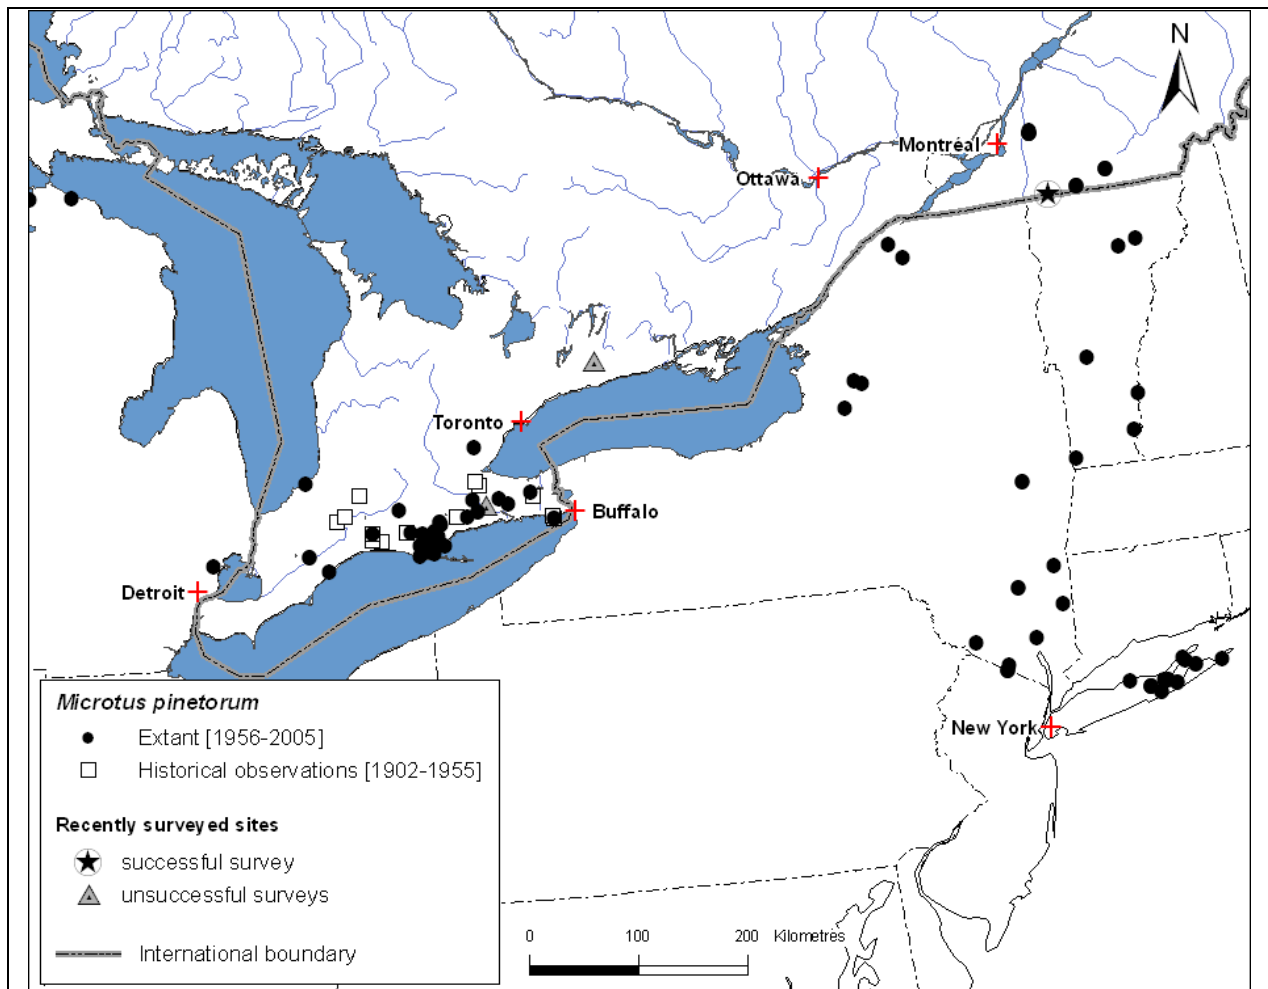 N
Montréal
Ottawa
Toronto
Buffalo
Detroit
New York
Microtus pinetorum
Extant [1956-2005]
Historical observations [1902-1955]
Recently surveyed sites
successful survey
unsuccessful surveys
International boundary
0 100 200 Kilometres